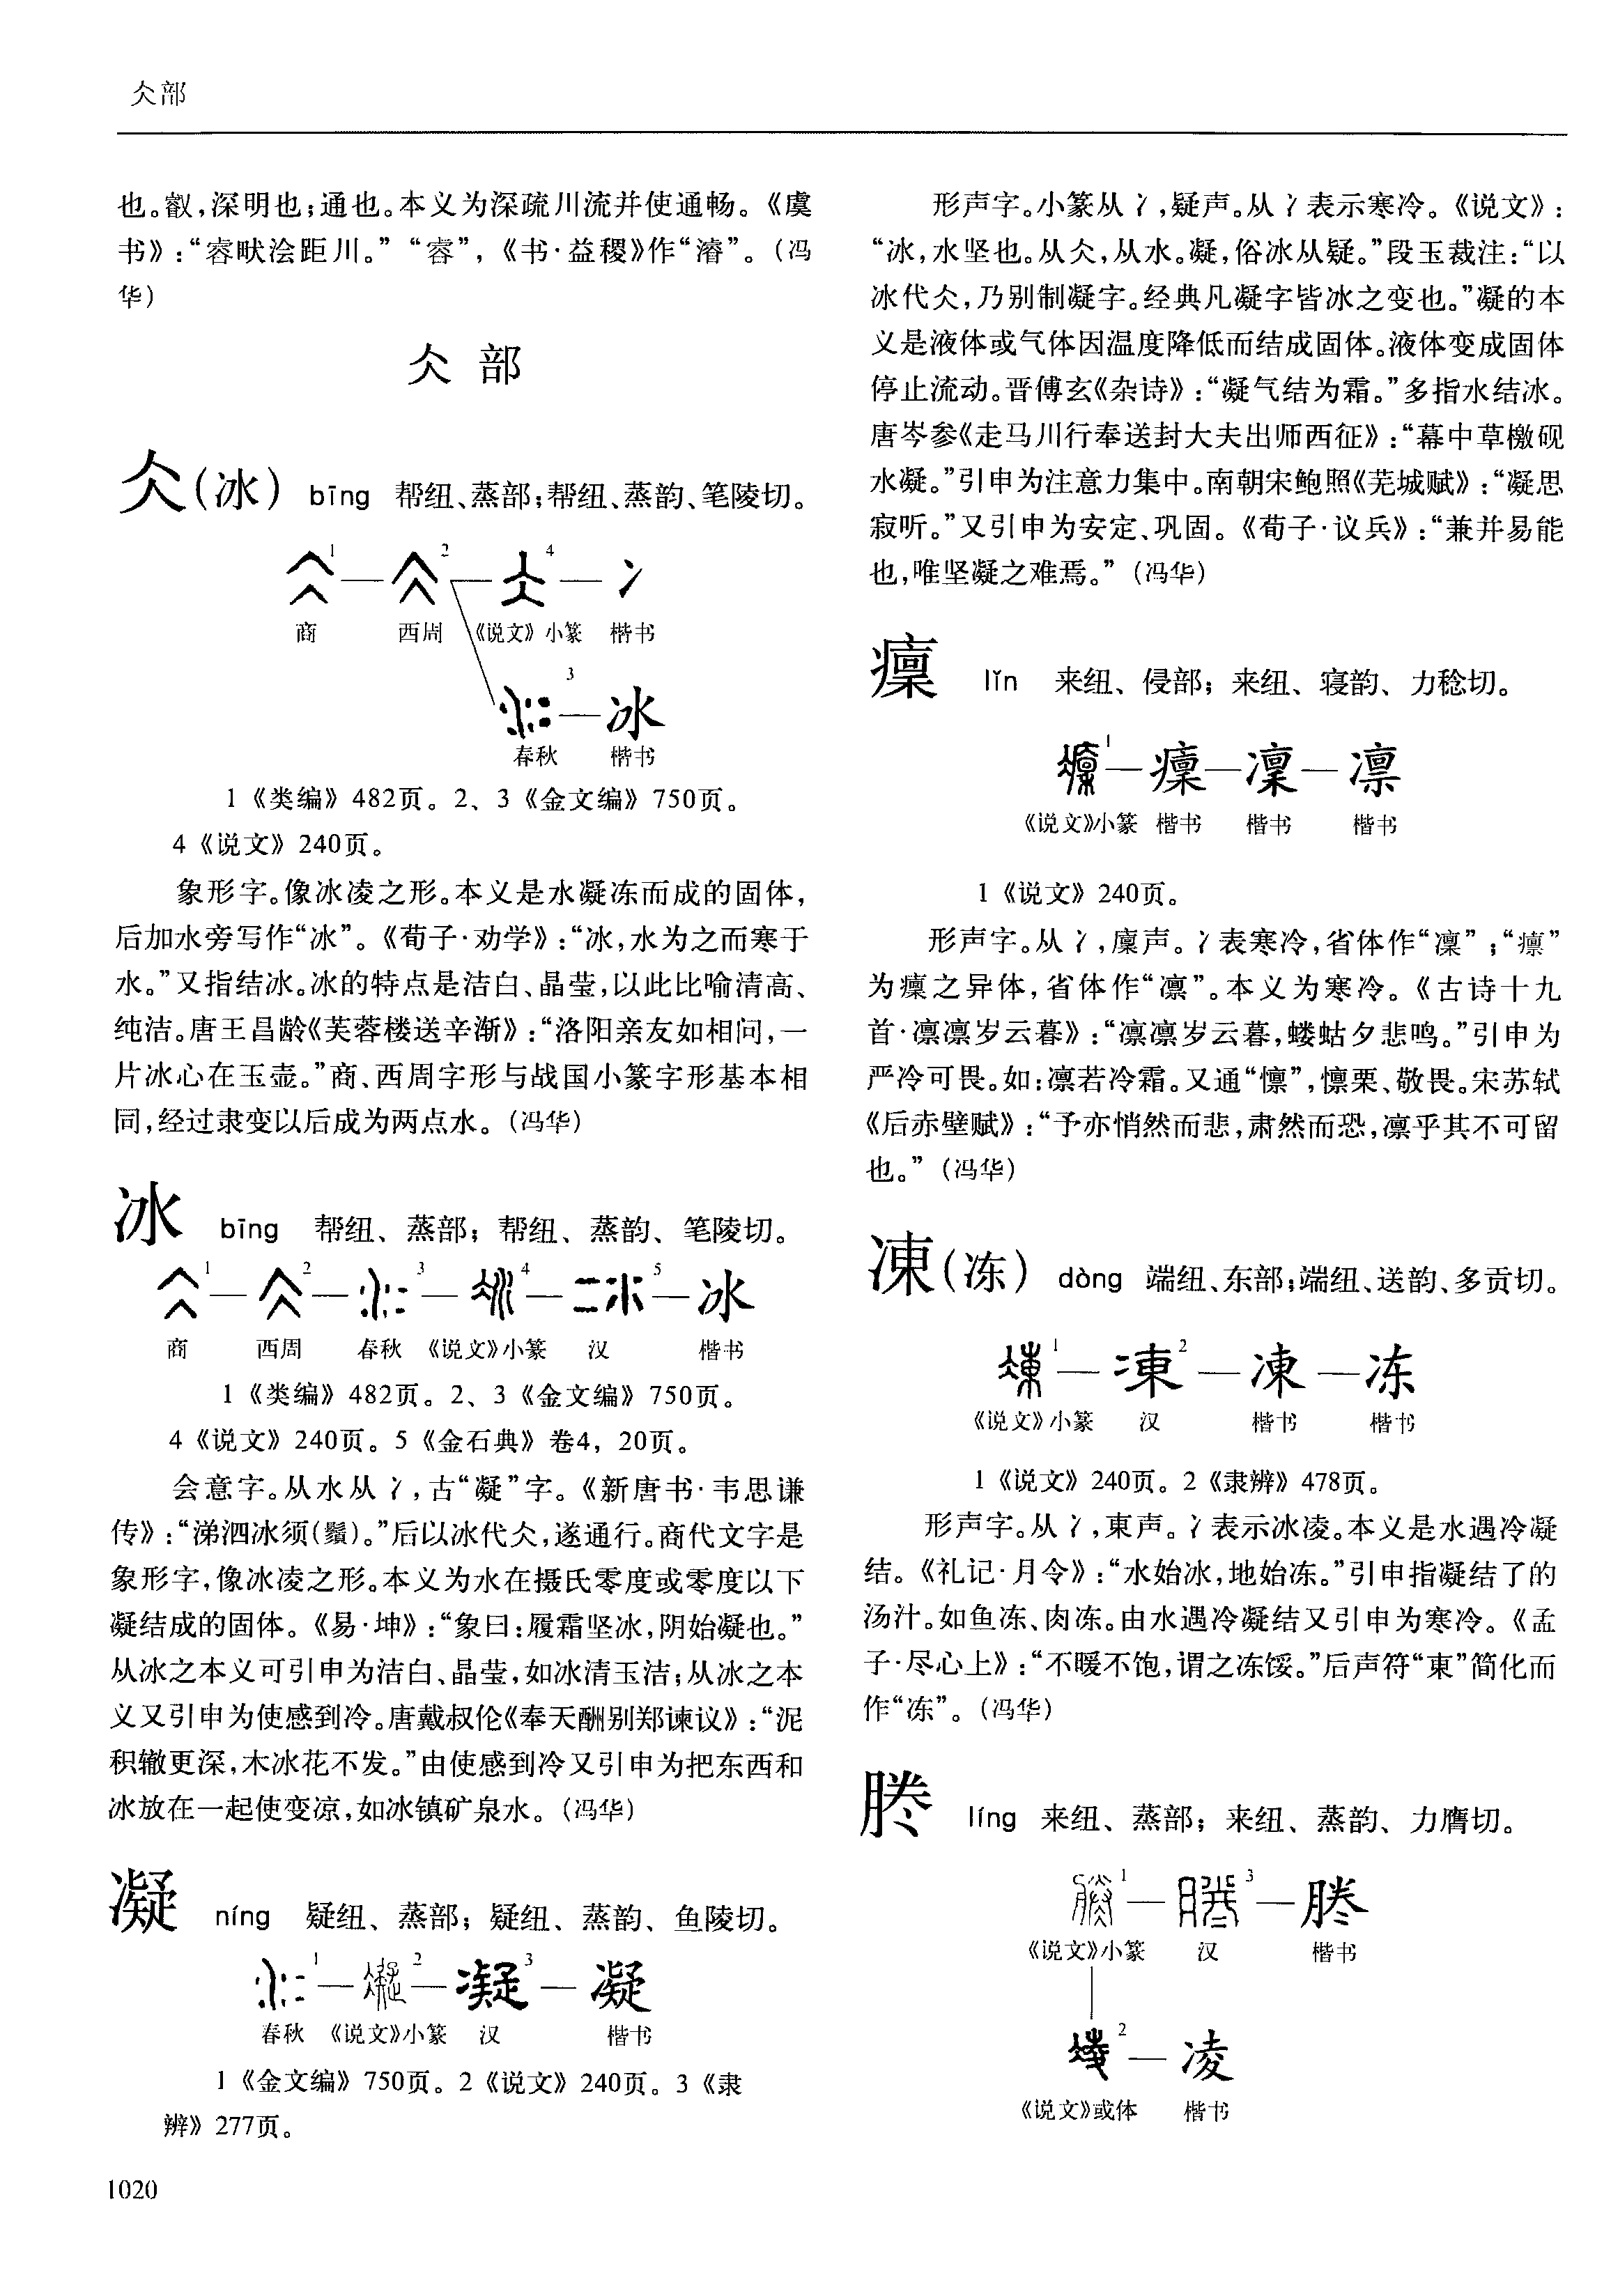 仌部
也。叡,深明也;通也。本义为深疏川流并使通畅。《虞
书》:“容畎浍距川。”“容”,《书·益稷》作“濬”。(冯
华)
仌 部
仌(冰) bīng 帮纽、蒸部;帮纽、蒸韵、笔陵切。
1 2 4 冫
商 西周 《说文》小篆 楷书
3 冰
春秋 楷书
1《类编》482页。2、3《金文编》750页。
4《说文》240页。
象形字。像冰凌之形。本义是水凝冻而成的固体,
后加水旁写作“冰”。《荀子·劝学》:“冰,水为之而寒于
水。”又指结冰。冰的特点是洁白、晶莹,以此比喻清高、
纯洁。唐王昌龄《芙蓉楼送辛渐》:“洛阳亲友如相问,一
片冰心在玉壶。”商、西周字形与战国小篆字形基本相
同,经过隶变以后成为两点水。(冯华)
冰 bīng 帮纽、蒸部;帮纽、蒸韵、笔陵切。
1 2 3 4 5 冰
商 西周 春秋 《说文》小篆 汉 楷书
1《类编》482页。2、3《金文编》750页。
4《说文》240页。5《金石典》卷4,20页。
会意字。从水从冫,古“凝”字。《新唐书·韦思谦
传》:“涕泗冰须(鬚)。”后以冰代仌,遂通行。商代文字是
象形字,像冰凌之形。本义为水在摄氏零度或零度以下
凝结成的固体。《易·坤》:“象曰:履霜坚冰,阴始凝也。”
从冰之本义可引申为洁白、晶莹,如冰清玉洁;从冰之本
义又引申为使感到冷。唐戴叔伦《奉天酬别郑谏议》:“泥
积辙更深,木冰花不发。”由使感到冷又引申为把东西和
冰放在一起使变凉,如冰镇矿泉水。(冯华)
凝 níng 疑纽、蒸部;疑纽、蒸韵、鱼陵切。
1 2 3 凝
春秋 《说文》小篆 汉 楷书
1《金文编》750页。2《说文》240页。3《隶
辨》277页。
形声字。小篆从冫,疑声。从冫表示寒冷。《说文》:
“冰,水坚也。从仌,从水。凝,俗冰从疑。”段玉裁注:“以
冰代仌,乃别制凝字。经典凡凝字皆冰之变也。”凝的本
义是液体或气体因温度降低而结成固体。液体变成固体
停止流动。晋傅玄《杂诗》:“凝气结为霜。”多指水结冰。
唐岑参《走马川行奉送封大夫出师西征》:“幕中草檄砚
水凝。”引申为注意力集中。南朝宋鲍照《芜城赋》:“凝思
寂听。”又引申为安定、巩固。《荀子·议兵》:“兼并易能
也,唯坚凝之难焉。”(冯华)
癛 lǐn 来纽、侵部;来纽、寝韵、力稔切。
1 癛 凜 凛
《说文》小篆 楷书 楷书 楷书
1《说文》240页。
形声字。从冫,廩声。冫表寒冷,省体作“凜”;“癝”
为癛之异体,省体作“凛”。本义为寒冷。《古诗十九
首·凛凛岁云暮》:“凛凛岁云暮,蝼蛄夕悲鸣。”引申为
严冷可畏。如:凛若冷霜。又通“懔”,懔栗、敬畏。宋苏轼
《后赤壁赋》:“予亦悄然而悲,肃然而恐,凛乎其不可留
也。”(冯华)
凍(冻) dòng 端纽、东部;端纽、送韵、多贡切。
1 2 凍 冻
《说文》小篆 汉 楷书 楷书
1《说文》240页。2《隶辨》478页。
形声字。从冫,東声。冫表示冰凌。本义是水遇冷凝
结。《礼记·月令》:“水始冰,地始冻。”引申指凝结了的
汤汁。如鱼冻、肉冻。由水遇冷凝结又引申为寒冷。《孟
子·尽心上》:“不暖不饱,谓之冻馁。”后声符“東”简化而
作“冻”。(冯华)
líng 来纽、蒸部;来纽、蒸韵、力膺切。
1 3
《说文》小篆 汉 楷书
2 凌
《说文》或体 楷书
1020